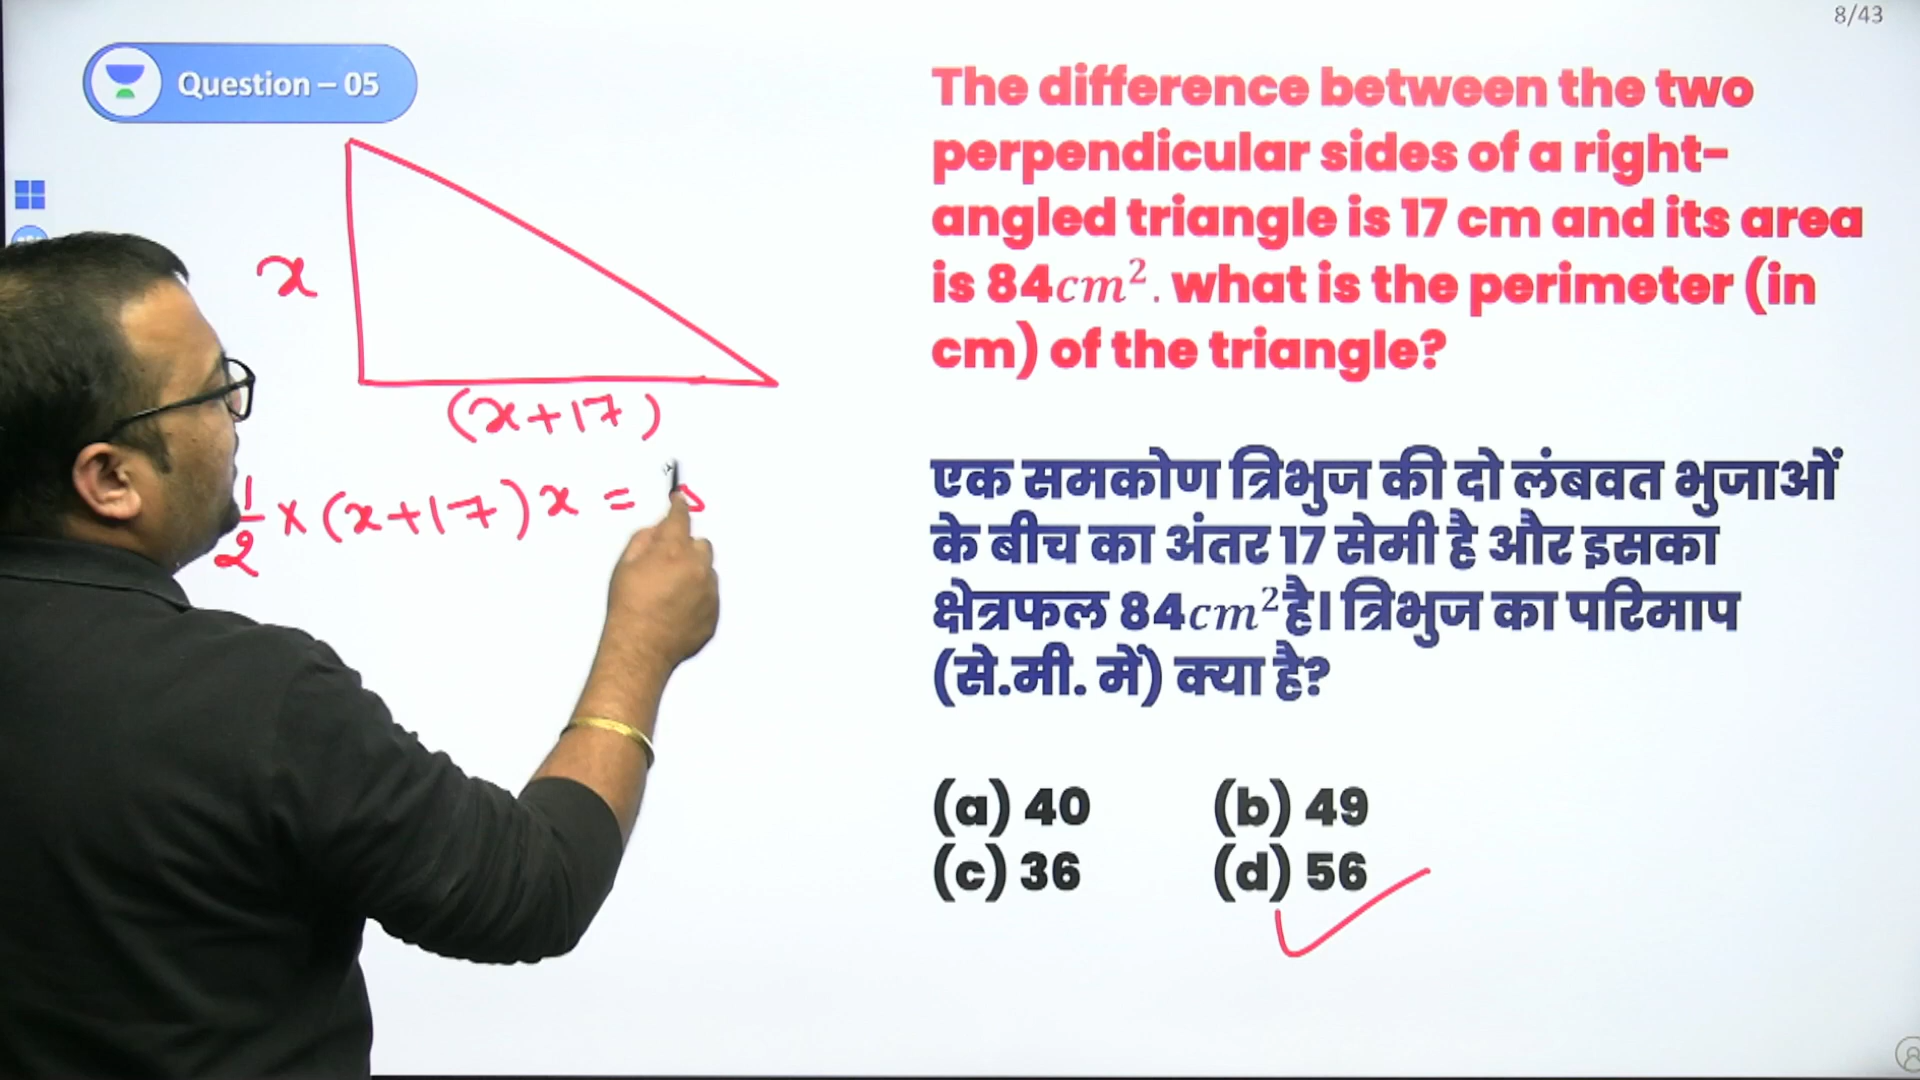 8/43
Question – 05
The difference between the two
perpendicular sides of a right-
angled triangle is 17 cm and its area
is 84cm². what is the perimeter (in
cm) of the triangle?
x
(x+17)
1/2 × (x+17) x =
एक समकोण त्रिभुज की दो लंबवत भुजाओं
के बीच का अंतर 17 सेमी है और इसका
क्षेत्रफल 84cm² है। त्रिभुज का परिमाप
(से.मी. में) क्या है?
(a) 40 (b) 49
(c) 36 (d) 56